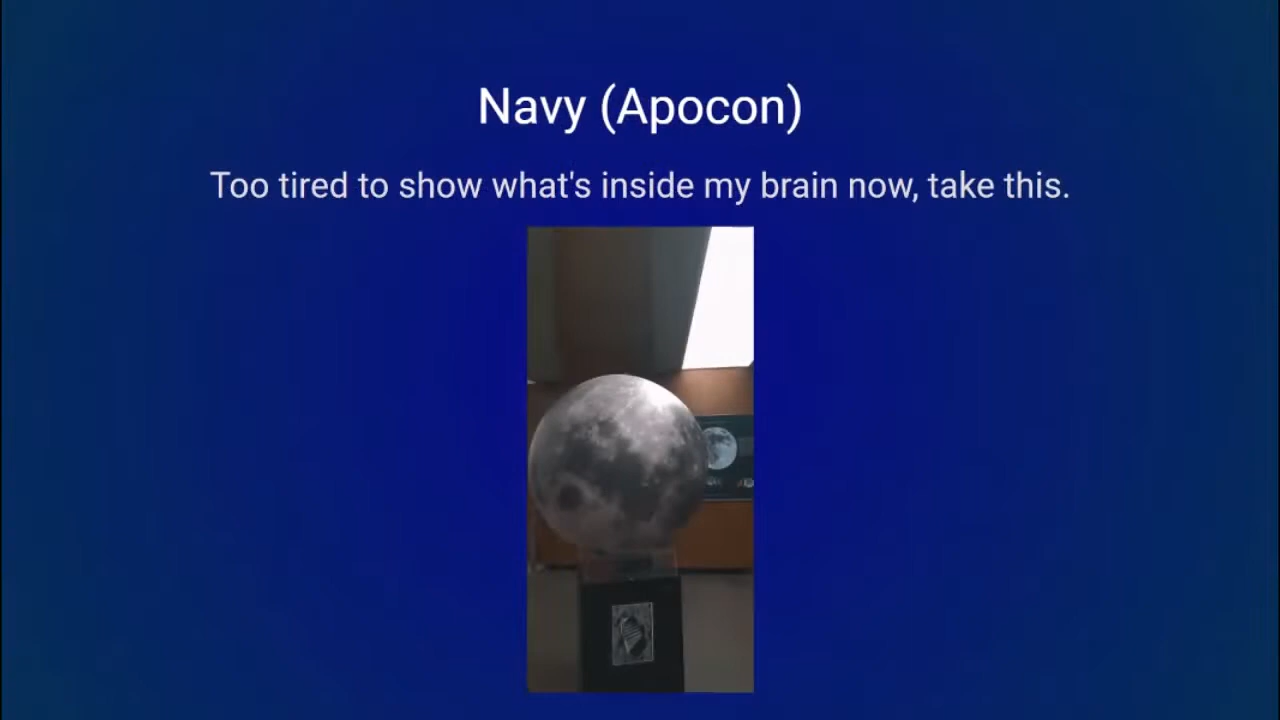 Navy (Apocon)
Too tired to show what's inside my brain now, take this.